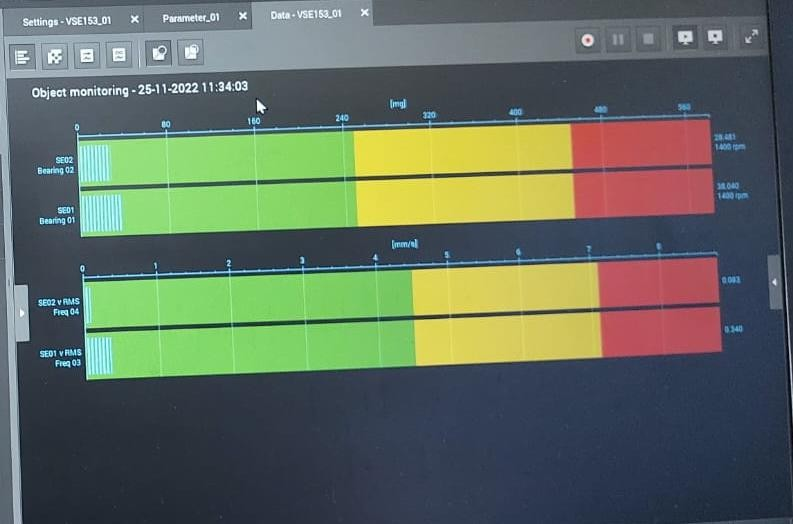 Settings - VSE153_01
Parameter_01
Data - VSE153_01
Object monitoring - 25-11-2022 11:34:03
[mg]
0 80 160 240 320 400 480 560
SE02
Bearing 02
28.481
1400 rpm
SE01
Bearing 01
38.040
1400 rpm
[mm/s]
0 1 2 3 4 5 6 7 8
SE02 v RMS
Freq 04
0.083
SE01 v RMS
Freq 03
0.340